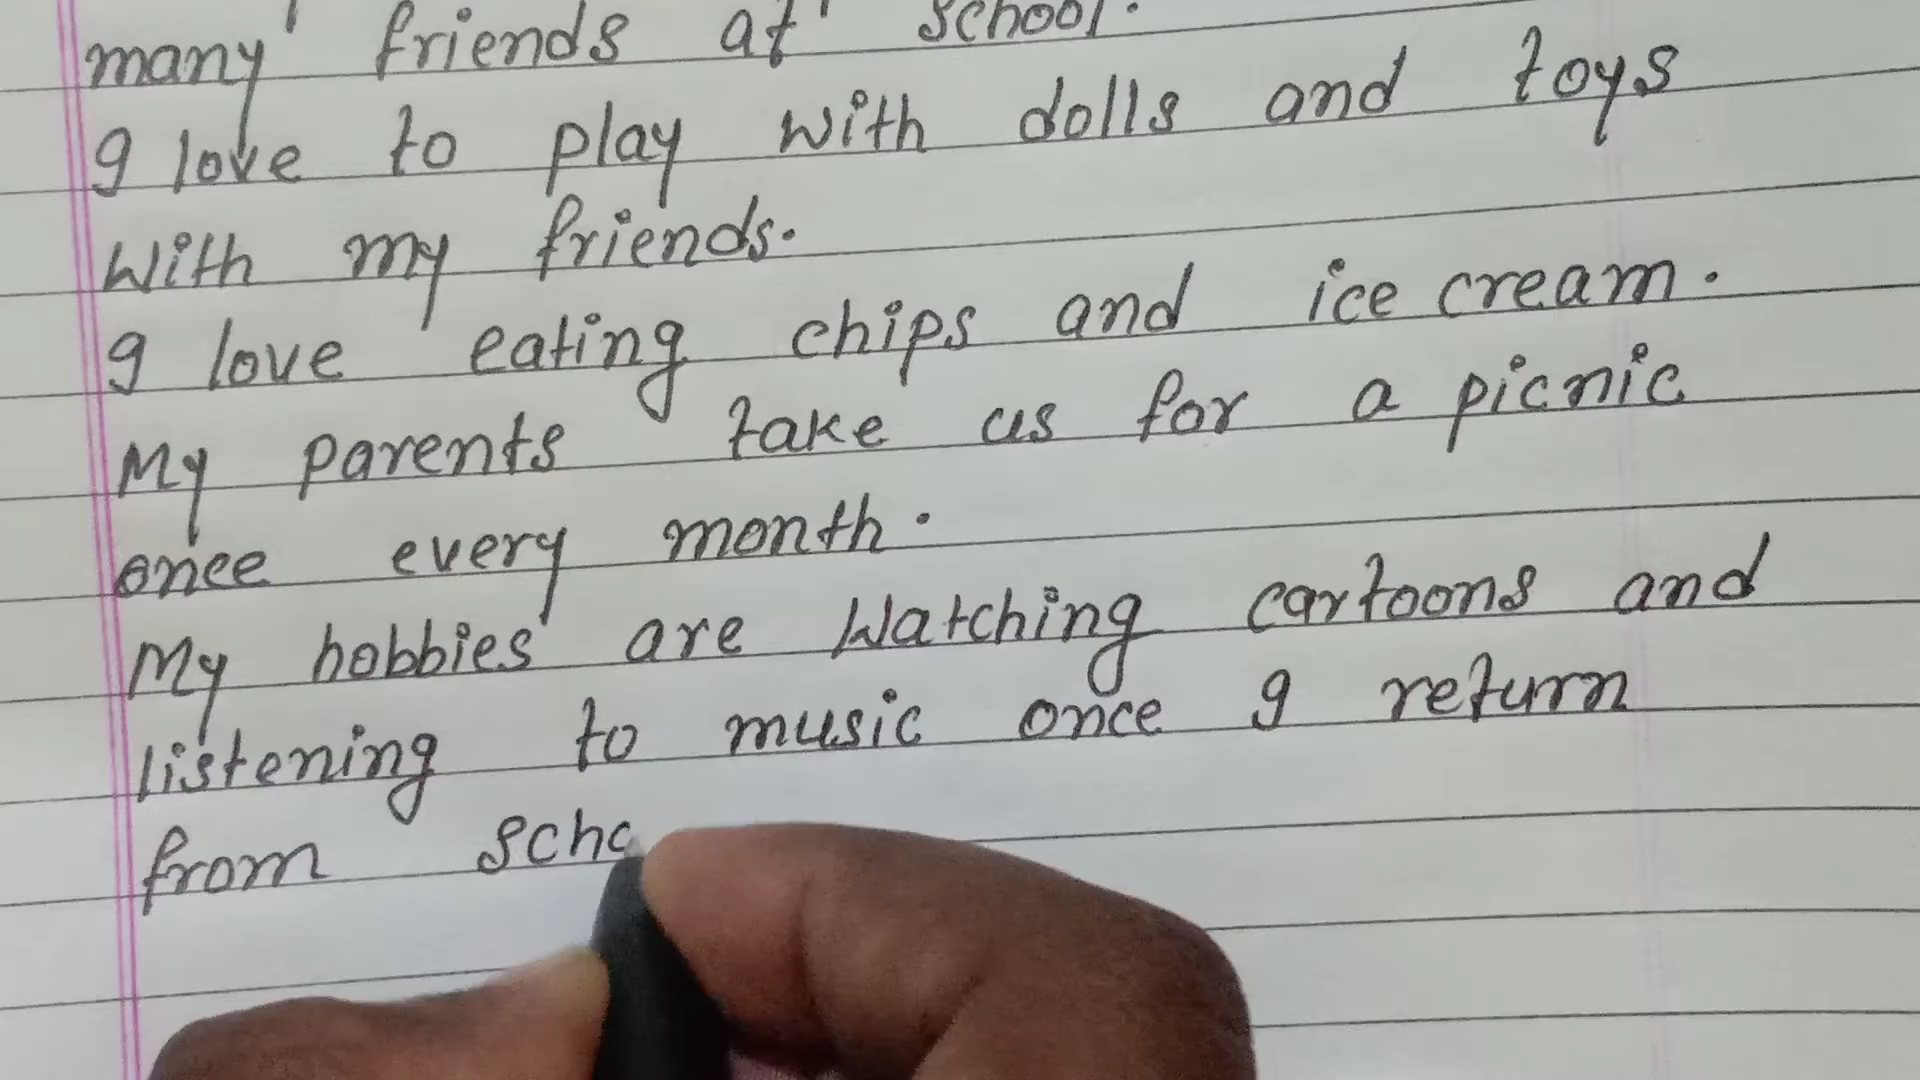 many friends at school.
I love to play with dolls and toys
with my friends.
I love eating chips and ice cream.
My parents take us for a picnic
once every month.
My hobbies are watching cartoons and
listening to music once I return
from scho